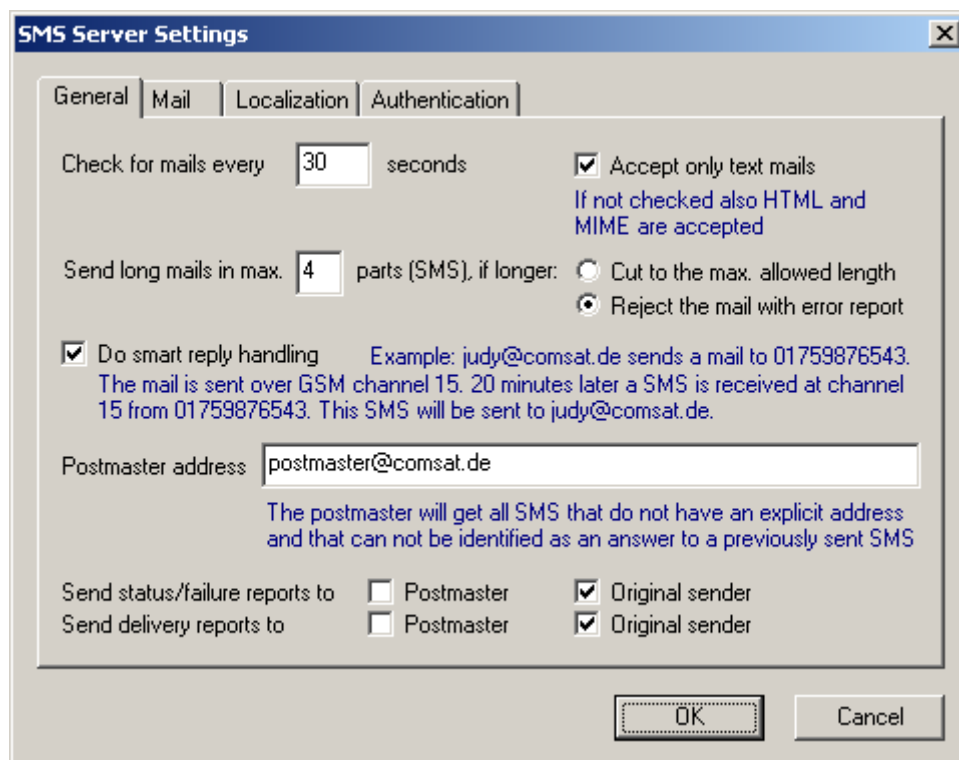 SMS Server Settings
General Mail Localization Authentication
Check for mails every 30 seconds
Accept only text mails
If not checked also HTML and
MIME are accepted
Send long mails in max. 4 parts (SMS), if longer:
Cut to the max. allowed length
Reject the mail with error report
Do smart reply handling Example: judy@comsat.de sends a mail to 01759876543.
The mail is sent over GSM channel 15. 20 minutes later a SMS is received at channel
15 from 01759876543. This SMS will be sent to judy@comsat.de.
Postmaster address postmaster@comsat.de
The postmaster will get all SMS that do not have an explicit address
and that can not be identified as an answer to a previously sent SMS
Send status/failure reports to Postmaster Original sender
Send delivery reports to Postmaster Original sender
OK Cancel